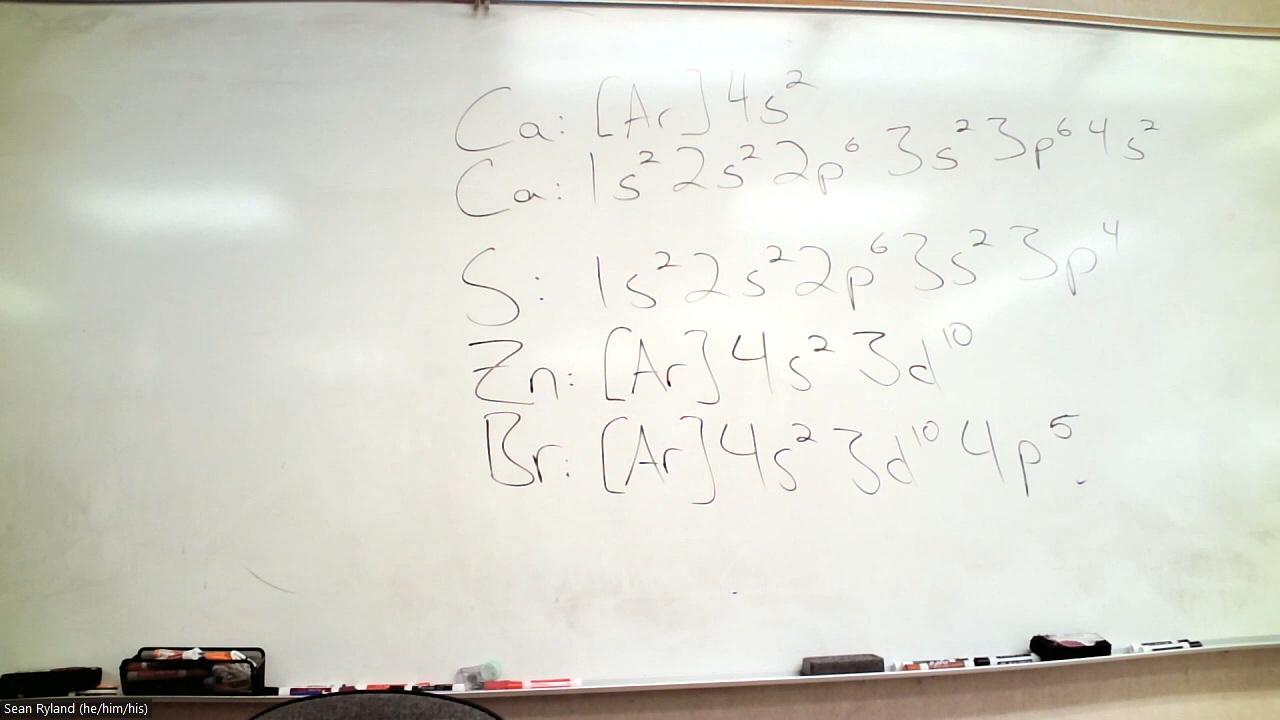 Ca: [Ar] 4s²
Ca: 1s² 2s² 2p⁶ 3s² 3p⁶ 4s²
S: 1s² 2s² 2p⁶ 3s² 3p⁴
Zn: [Ar] 4s² 3d¹⁰
Br: [Ar] 4s² 3d¹⁰ 4p⁵
Sean Ryland (he/him/his)